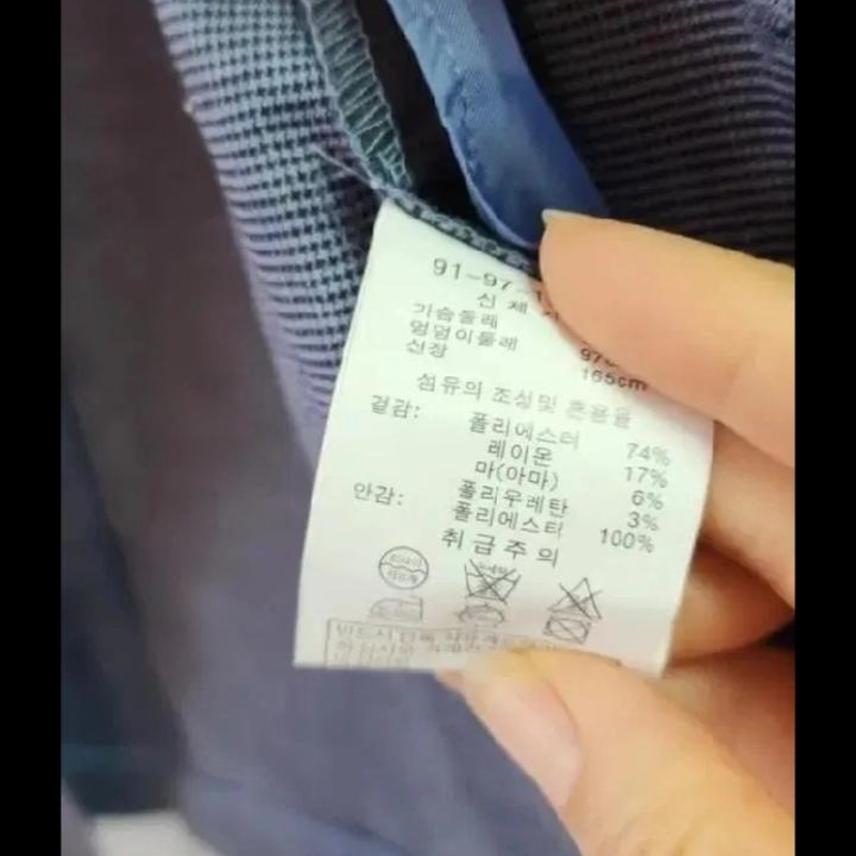 91-97-
신 체
가슴둘레
엉덩이둘레
신장 165cm
섬유의 조성및 혼용율
겉감: 폴리에스터 74%
레이온 17%
마(아마) 6%
폴리우레탄 3%
안감: 폴리에스터 100%
취 급 주 의